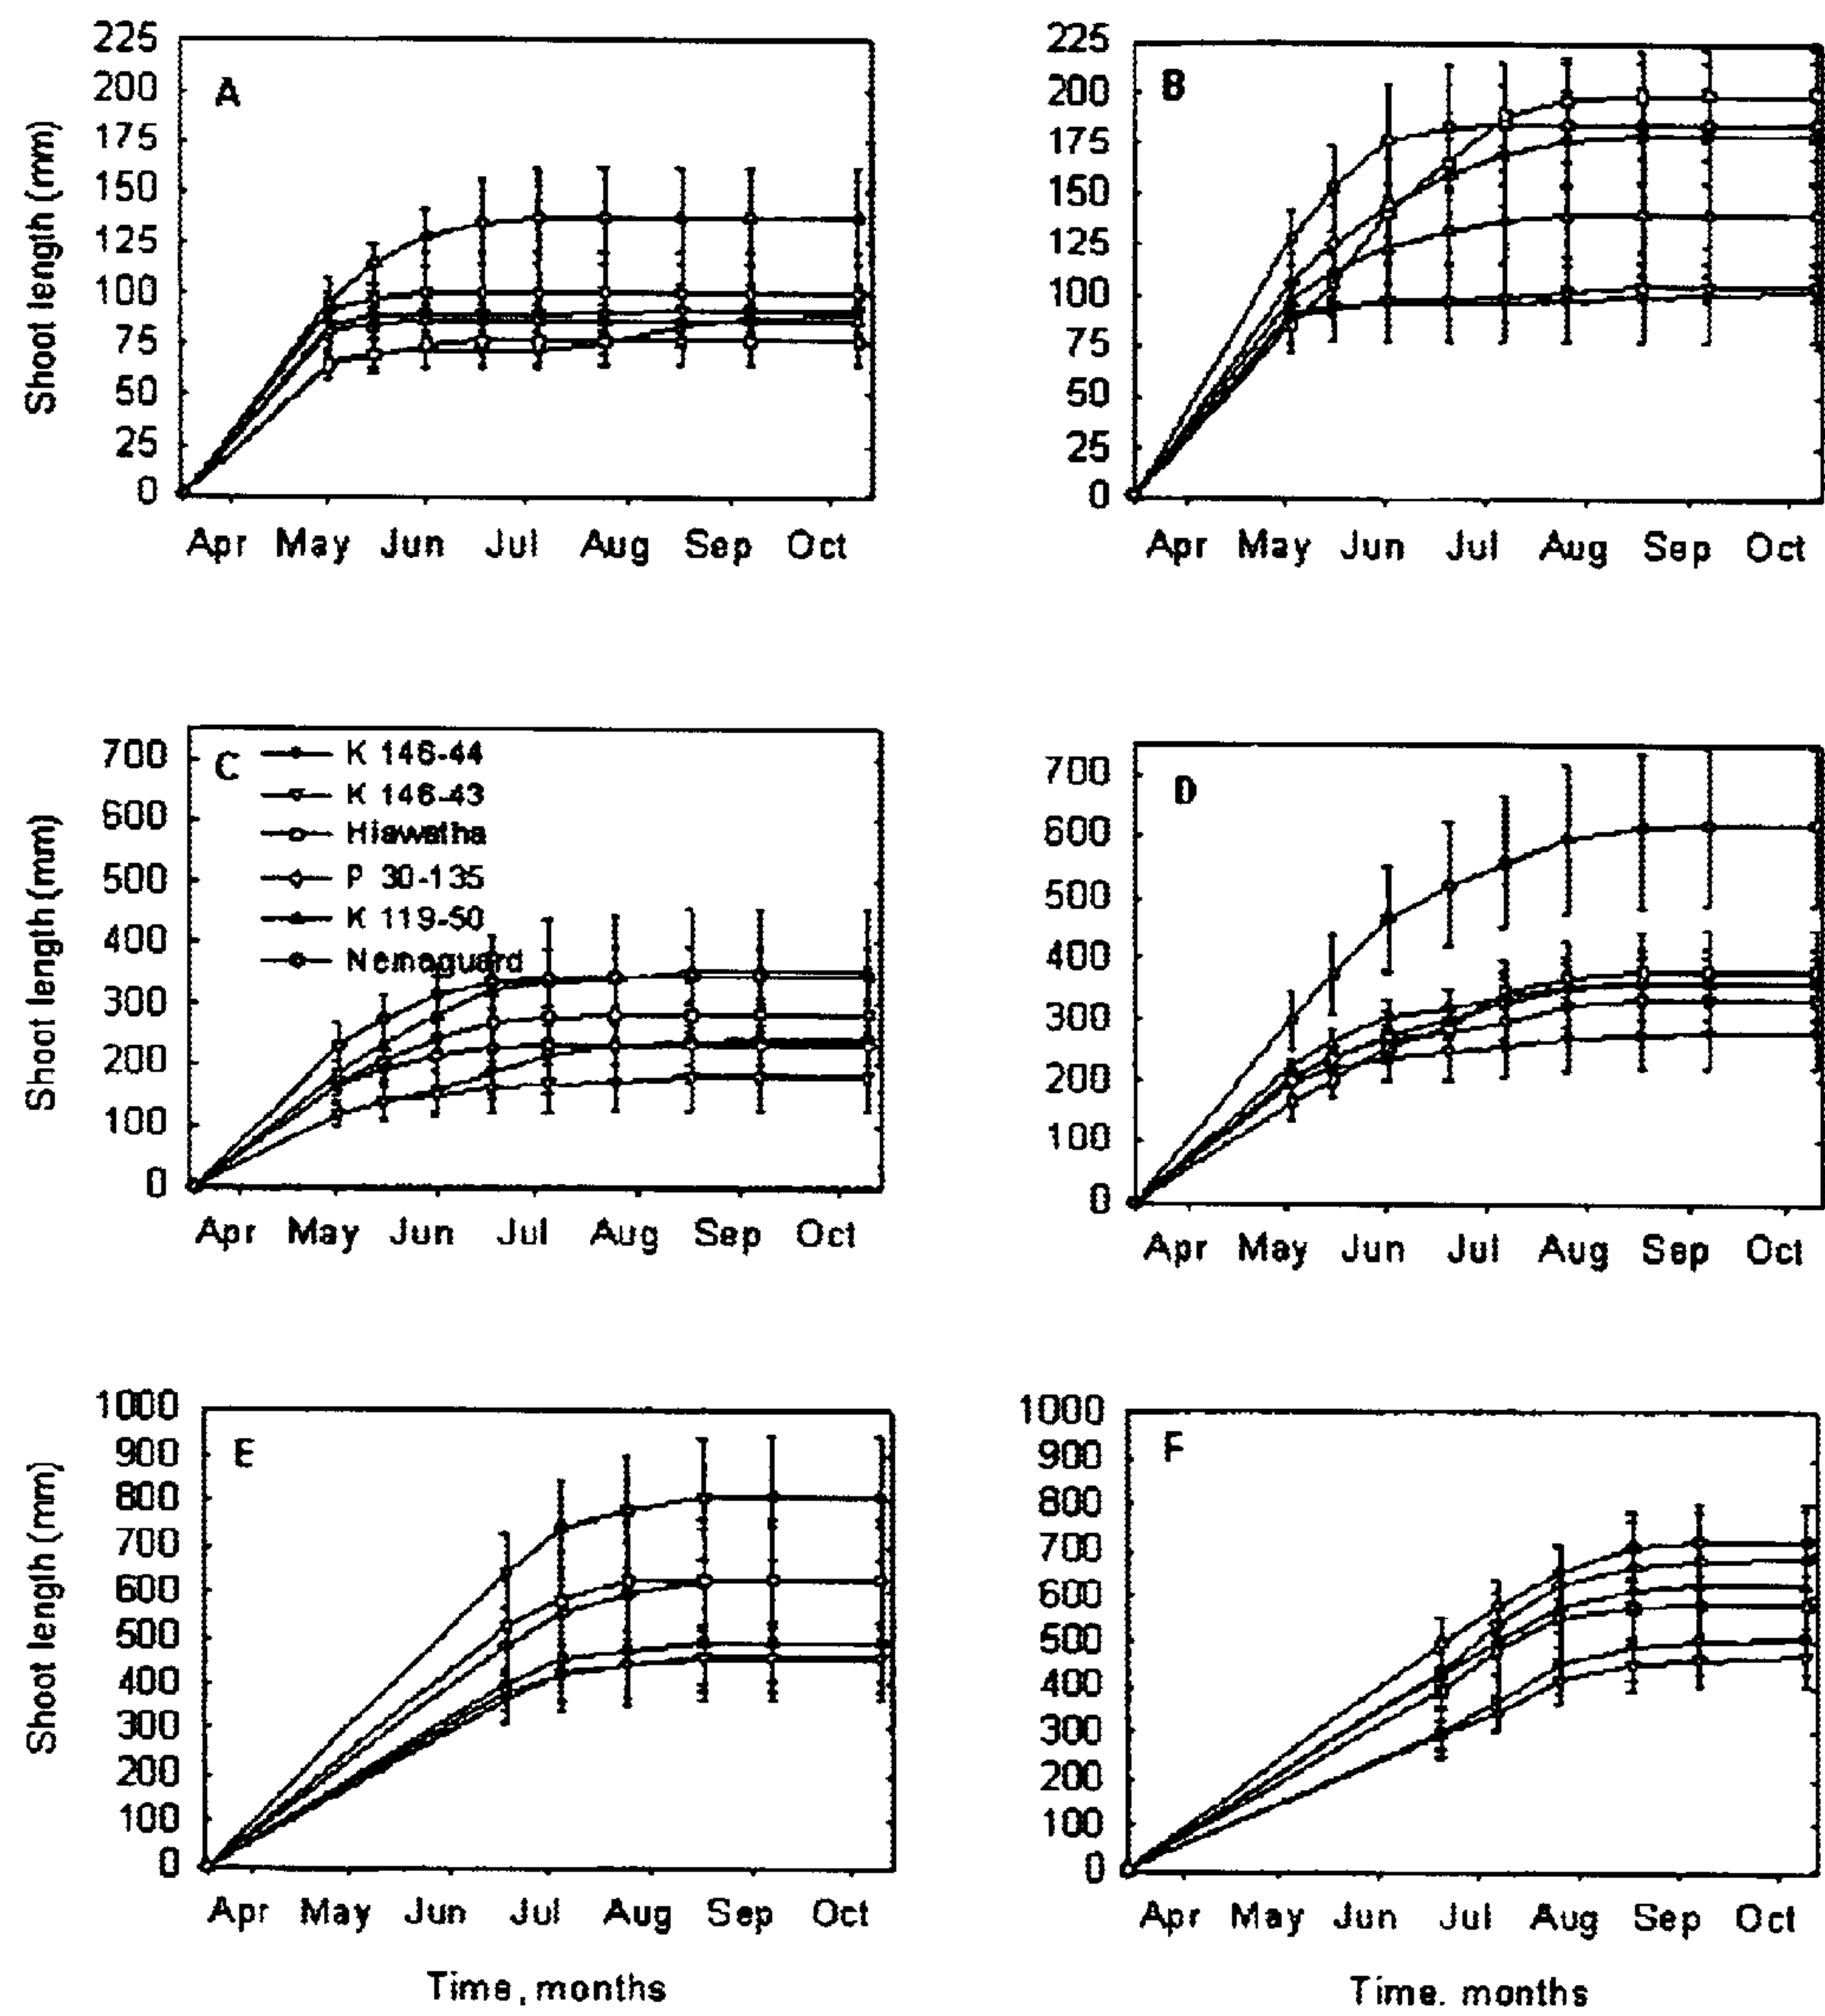 225
200
175
150
125
100
75
50
25
0
Shoot length (mm)
A
Apr May Jun Jul Aug Sep Oct
225
200
175
150
125
100
75
50
25
0
B
Apr May Jun Jul Aug Sep Oct
700
600
500
400
300
200
100
0
Shoot length (mm)
C
K 146-44
K 146-43
Hiawatha
P 30-135
K 119-50
Nemaguard
Apr May Jun Jul Aug Sep Oct
700
600
500
400
300
200
100
0
D
Apr May Jun Jul Aug Sep Oct
1000
900
800
700
600
500
400
300
200
100
0
Shoot length (mm)
E
Apr May Jun Jul Aug Sep Oct
Time, months
1000
900
800
700
600
500
400
300
200
100
0
F
Apr May Jun Jul Aug Sep Oct
Time. months